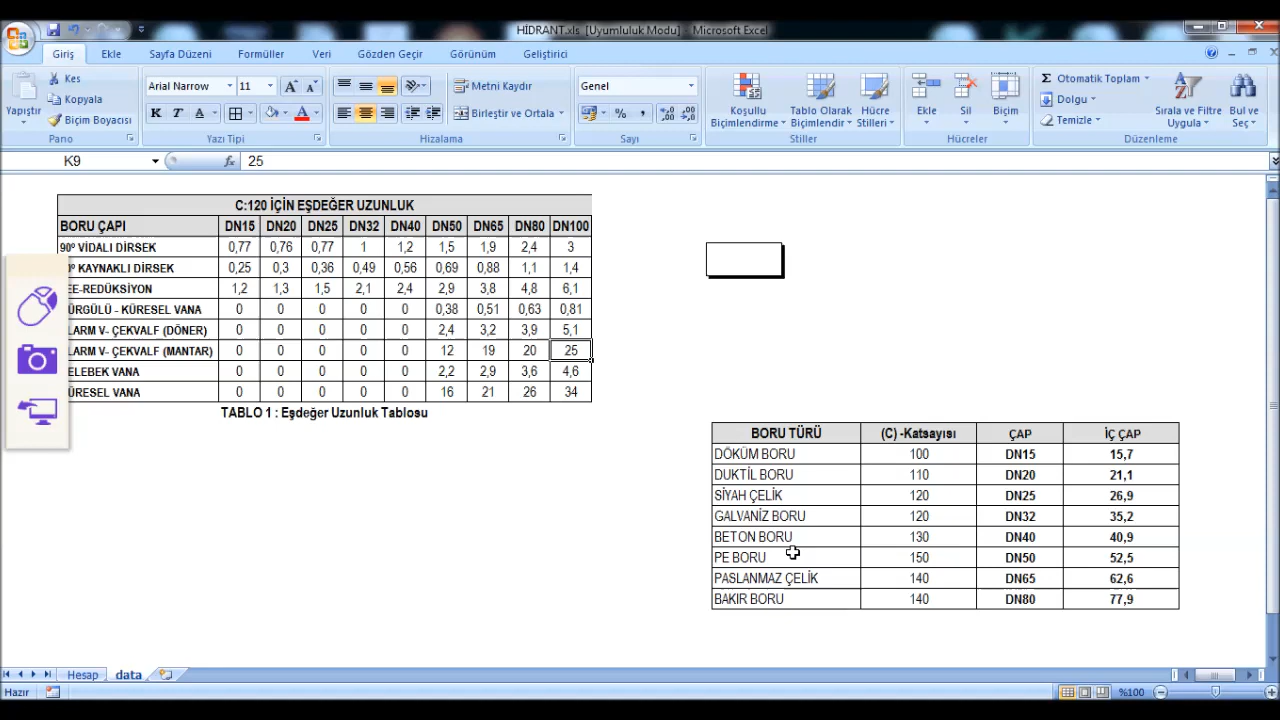 HİDRANT.xls [Uyumluluk Modu] - Microsoft Excel
Giriş Ekle Sayfa Düzeni Formüller Veri Gözden Geçir Görünüm Geliştirici
Yapıştır
Kes
Kopyala
Biçim Boyacısı
Pano
Arial Narrow 11
K T A
Yazı Tipi
Metni Kaydır
Birleştir ve Ortala
Hizalama
Genel
Sayı
Koşullu Biçimlendirme
Tablo Olarak Biçimlendir
Hücre Stilleri
Stiller
Ekle Sil Biçim
Hücreler
Otomatik Toplam
Dolgu
Temizle
Sırala ve Filtre Uygula
Bul ve Seç
Düzenleme
K9 fx 25
C:120 İÇİN EŞDEĞER UZUNLUK
BORU ÇAPI DN15 DN20 DN25 DN32 DN40 DN50 DN65 DN80 DN100
90º VİDALI DİRSEK 0,77 0,76 0,77 1 1,2 1,5 1,9 2,4 3
0º KAYNAKLI DİRSEK 0,25 0,3 0,36 0,49 0,56 0,69 0,88 1,1 1,4
EE-REDÜKSİYON 1,2 1,3 1,5 2,1 2,4 2,9 3,8 4,8 6,1
ÜRGÜLÜ - KÜRESEL VANA 0 0 0 0 0 0,38 0,51 0,63 0,81
LARM V- ÇEKVALF (DÖNER) 0 0 0 0 0 2,4 3,2 3,9 5,1
LARM V- ÇEKVALF (MANTAR) 0 0 0 0 0 12 19 20 25
ELEBEK VANA 0 0 0 0 0 2,2 2,9 3,6 4,6
ÜRESEL VANA 0 0 0 0 0 16 21 26 34
TABLO 1 : Eşdeğer Uzunluk Tablosu
BORU TÜRÜ (C) -Katsayısı ÇAP İÇ ÇAP
DÖKÜM BORU 100 DN15 15,7
DUKTİL BORU 110 DN20 21,1
SİYAH ÇELİK 120 DN25 26,9
GALVANİZ BORU 120 DN32 35,2
BETON BORU 130 DN40 40,9
PE BORU 150 DN50 52,5
PASLANMAZ ÇELİK 140 DN65 62,6
BAKIR BORU 140 DN80 77,9
Hesap data
Hazır %100